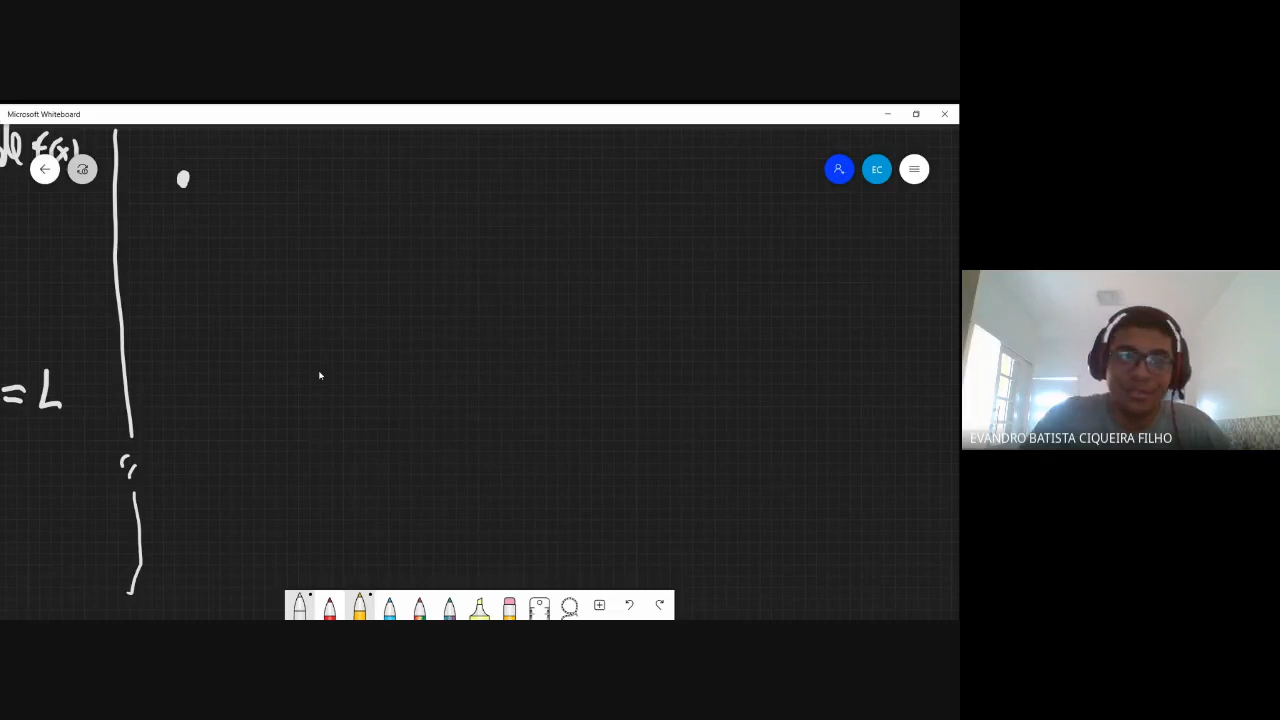 Microsoft Whiteboard
f(x)
EC
= L
EVANDRO BATISTA CIQUEIRA FILHO